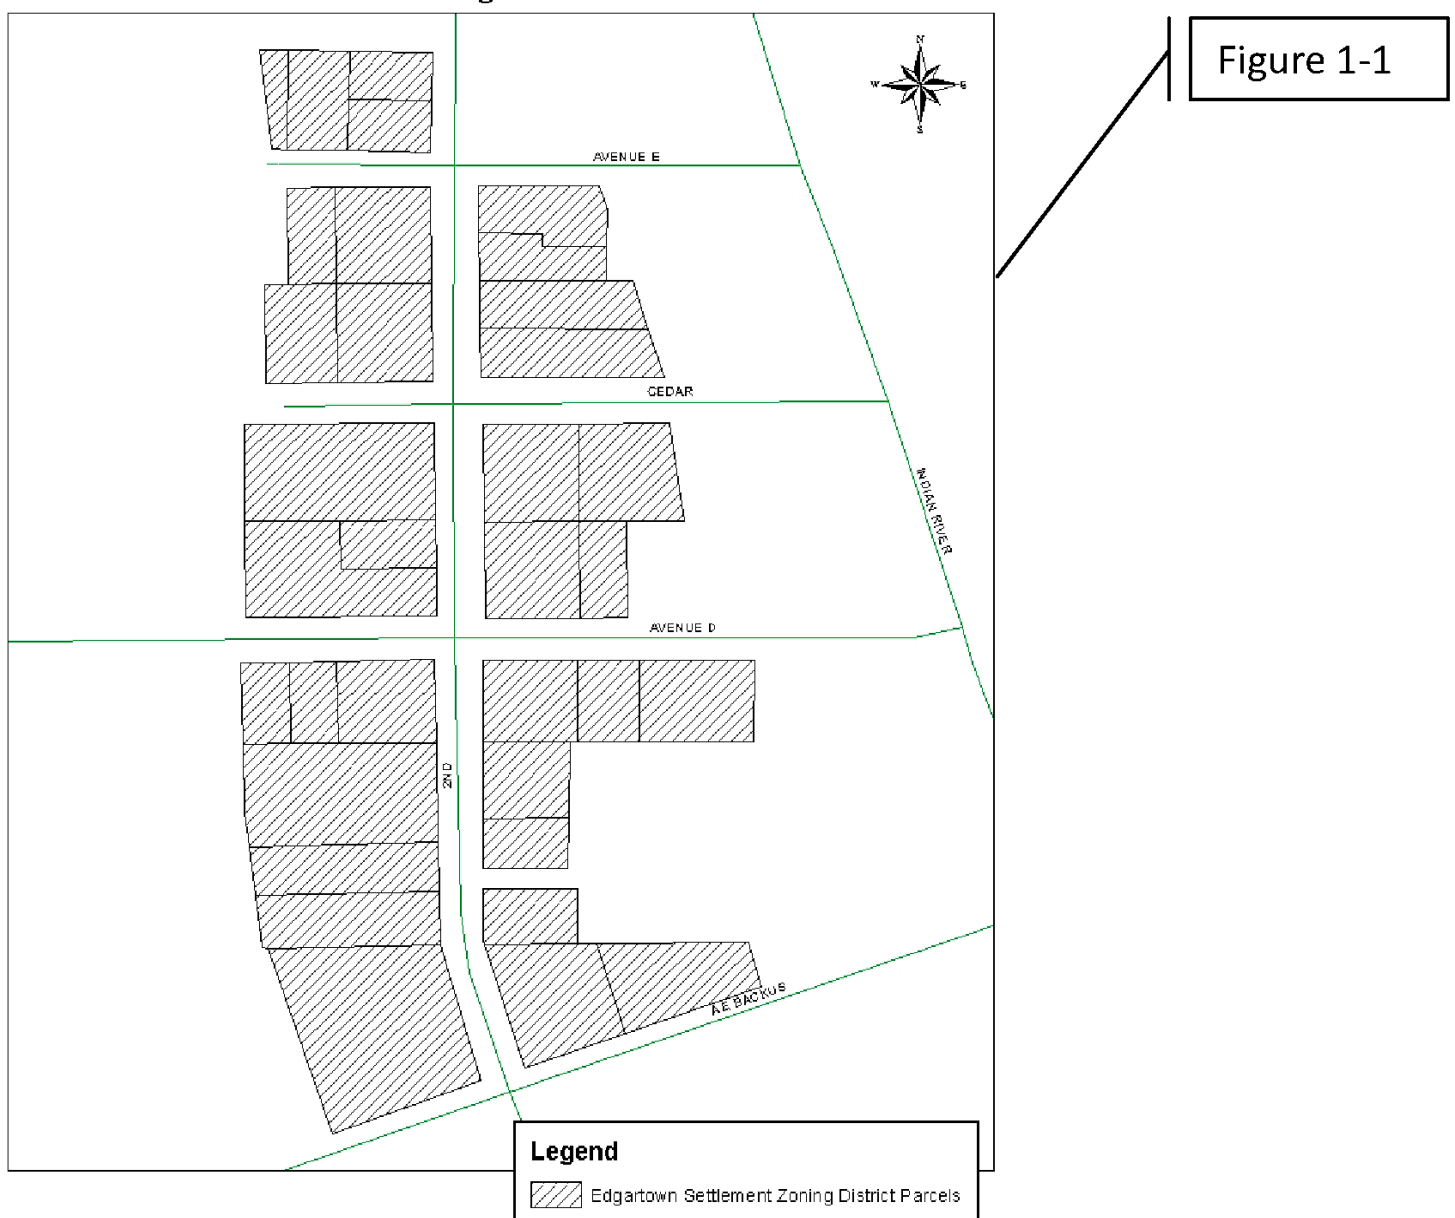 Figure 1-1
N
W E
S
AVENUE E
CEDAR
INDIAN RIVER
AVENUE D
2ND
A E BACKUS
Legend
Edgartown Settlement Zoning District Parcels